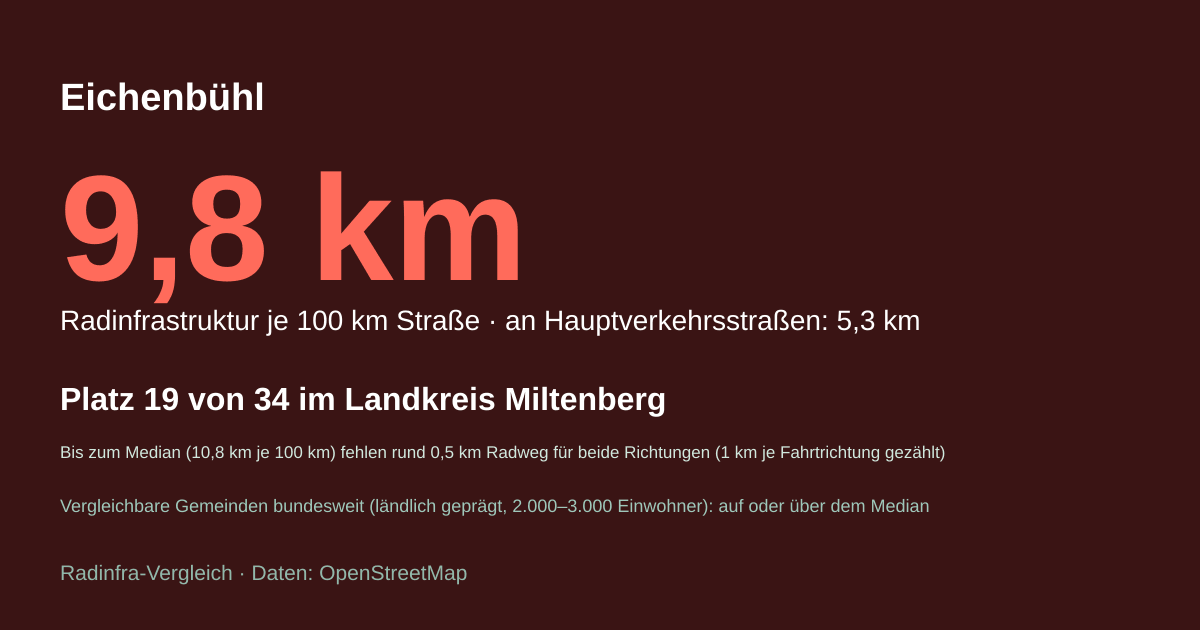 Eichenbühl
9,8 km
Radinfrastruktur je 100 km Straße · an Hauptverkehrsstraßen: 5,3 km
Platz 19 von 34 im Landkreis Miltenberg
Bis zum Median (10,8 km je 100 km) fehlen rund 0,5 km Radweg für beide Richtungen (1 km je Fahrtrichtung gezählt)
Vergleichbare Gemeinden bundesweit (ländlich geprägt, 2.000–3.000 Einwohner): auf oder über dem Median
Radinfra-Vergleich · Daten: OpenStreetMap